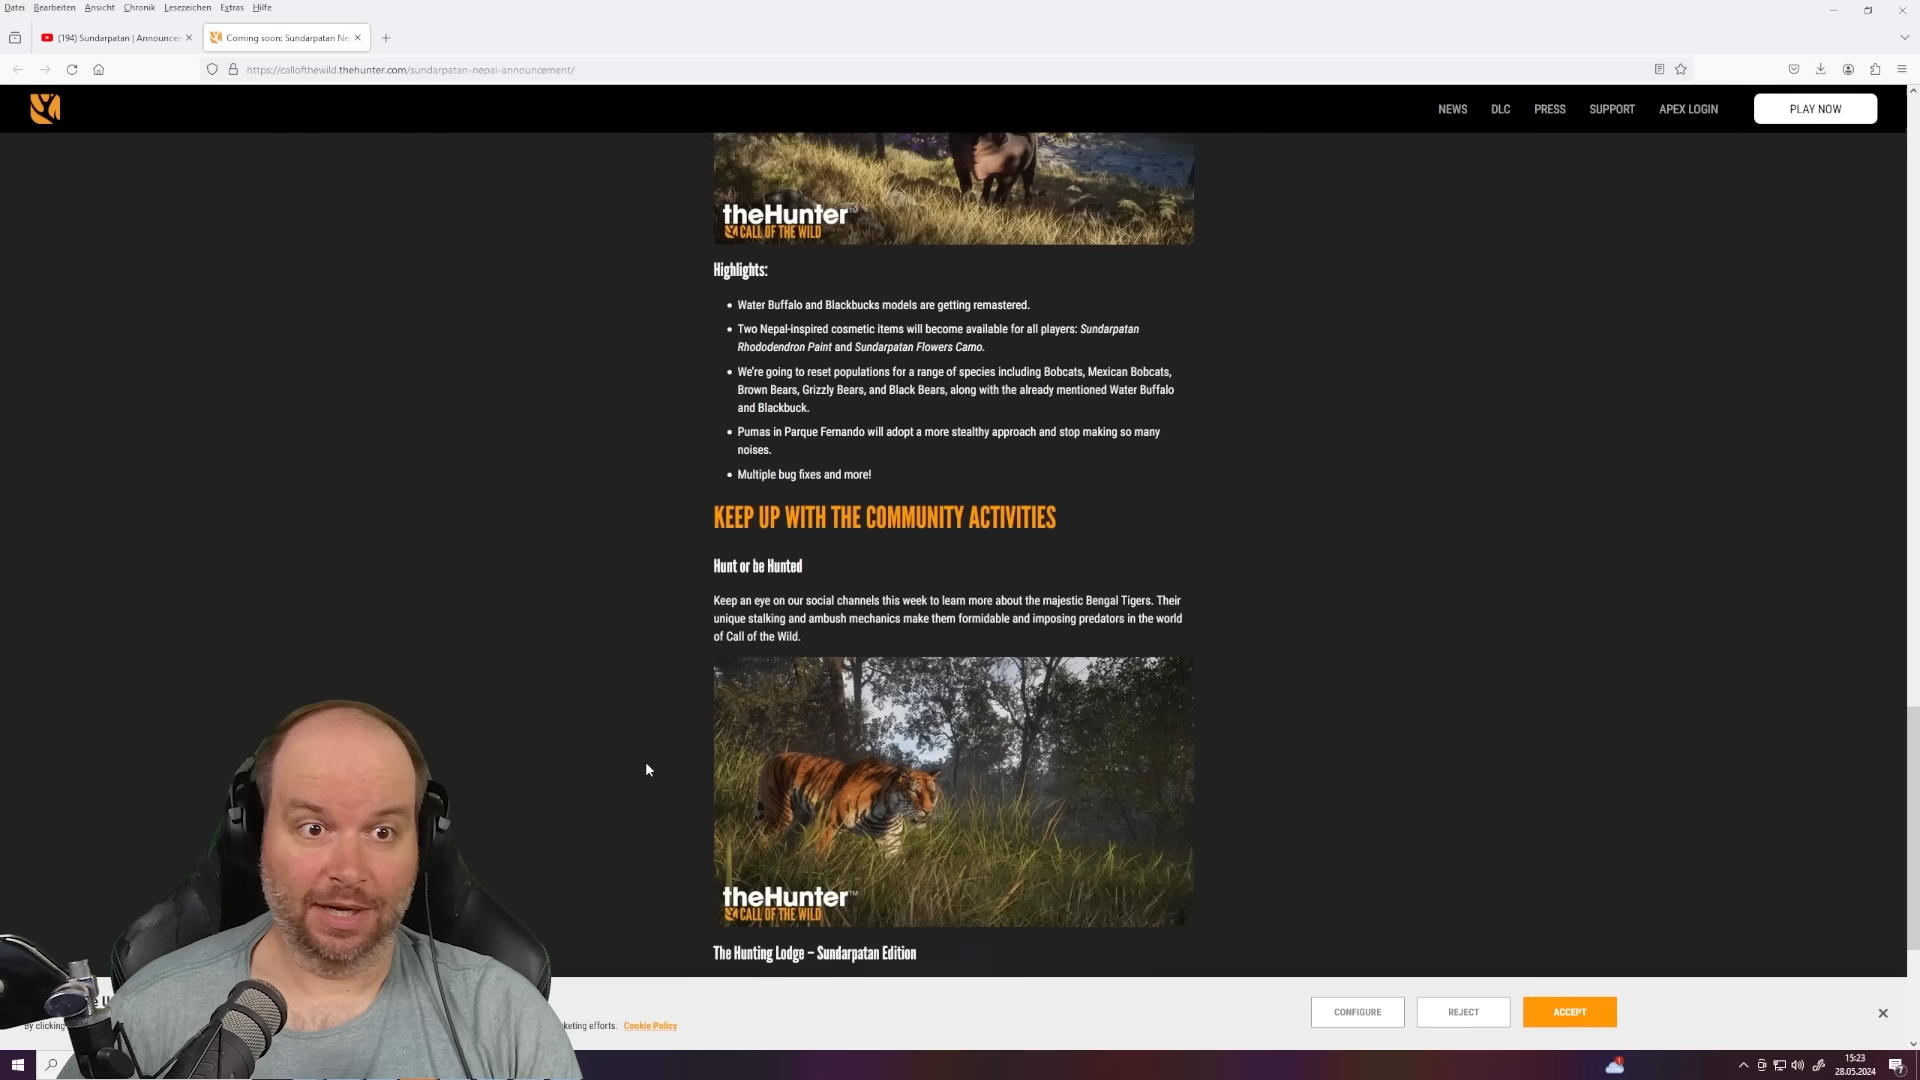 Datei Bearbeiten Ansicht Chronik Lesezeichen Extras Hilfe
(194) Sundarpatan | Announcem
Coming soon: Sundarpatan Ne
https://callofthewild.thehunter.com/sundarpatan-nepal-announcement/
NEWS DLC PRESS SUPPORT APEX LOGIN PLAY NOW
theHunter™
CALL OF THE WILD
Highlights:
• Water Buffalo and Blackbucks models are getting remastered.
• Two Nepal-inspired cosmetic items will become available for all players: Sundarpatan
Rhododendron Paint and Sundarpatan Flowers Camo.
• We're going to reset populations for a range of species including Bobcats, Mexican Bobcats,
Brown Bears, Grizzly Bears, and Black Bears, along with the already mentioned Water Buffalo
and Blackbuck.
• Pumas in Parque Fernando will adopt a more stealthy approach and stop making so many
noises.
• Multiple bug fixes and more!
KEEP UP WITH THE COMMUNITY ACTIVITIES
Hunt or be Hunted
Keep an eye on our social channels this week to learn more about the majestic Bengal Tigers. Their
unique stalking and ambush mechanics make them formidable and imposing predators in the world
of Call of the Wild.
theHunter™
CALL OF THE WILD
The Hunting Lodge – Sundarpatan Edition
CONFIGURE REJECT ACCEPT
By clicking keting efforts. Cookie Policy
15:23
28.05.2024
1
7